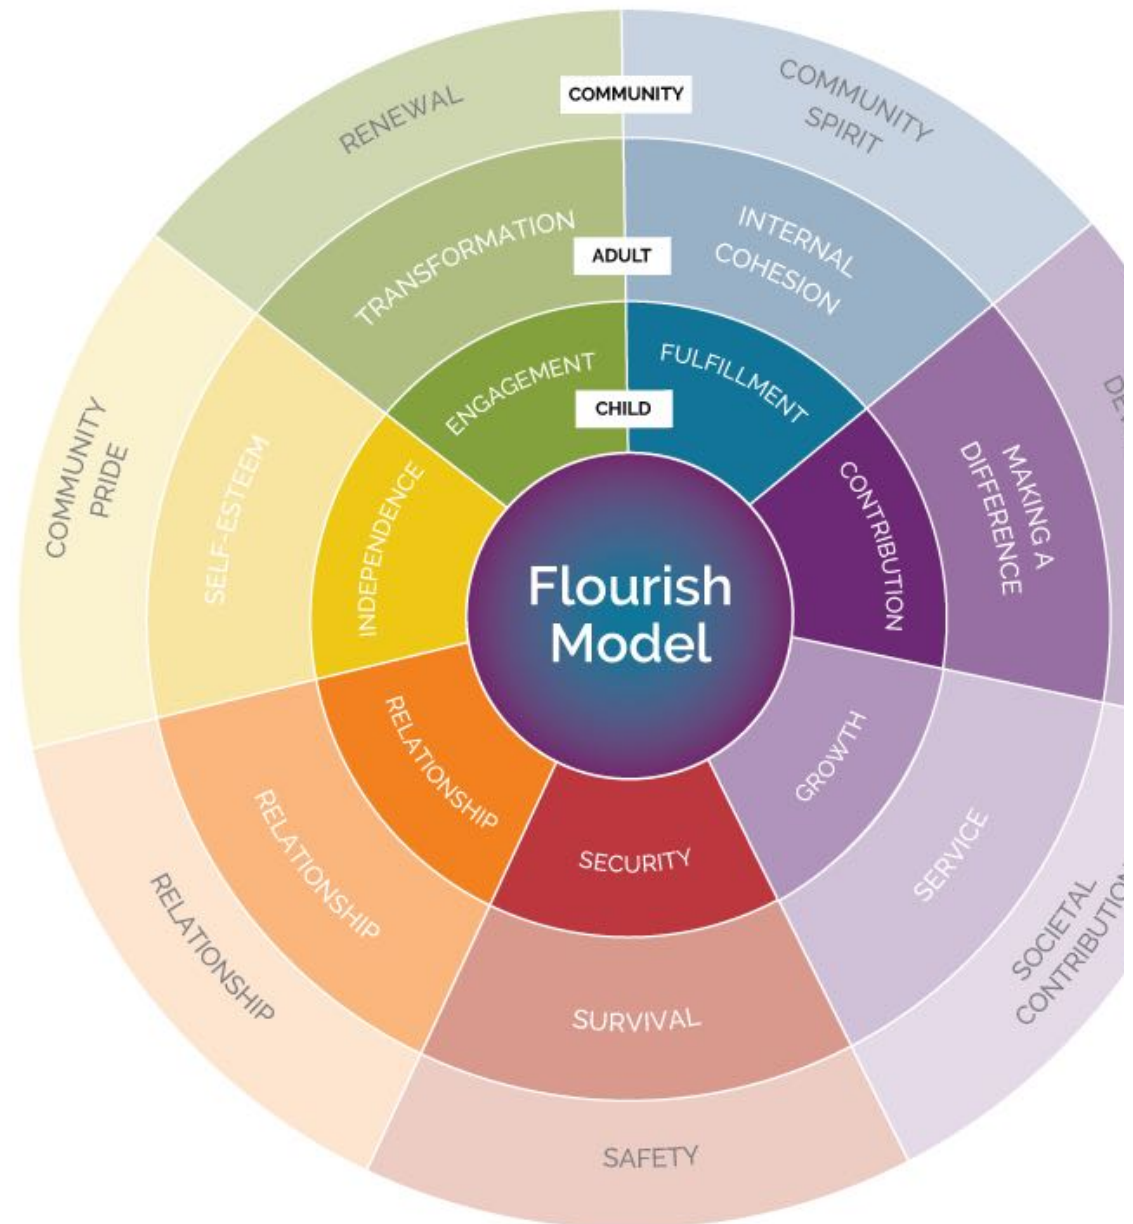 COMMUNITY
RENEWAL
COMMUNITY
SPIRIT
ADULT
TRANSFORMATION
INTERNAL
COHESION
CHILD
ENGAGEMENT
FULFILLMENT
COMMUNITY
PRIDE
SELF-ESTEEM
INDEPENDENCE
CONTRIBUTION
MAKING A
DIFFERENCE
Flourish
Model
RELATIONSHIP
RELATIONSHIP
RELATIONSHIP
GROWTH
SERVICE
SOCIETAL
CONTRIBUTION
SECURITY
SURVIVAL
SAFETY